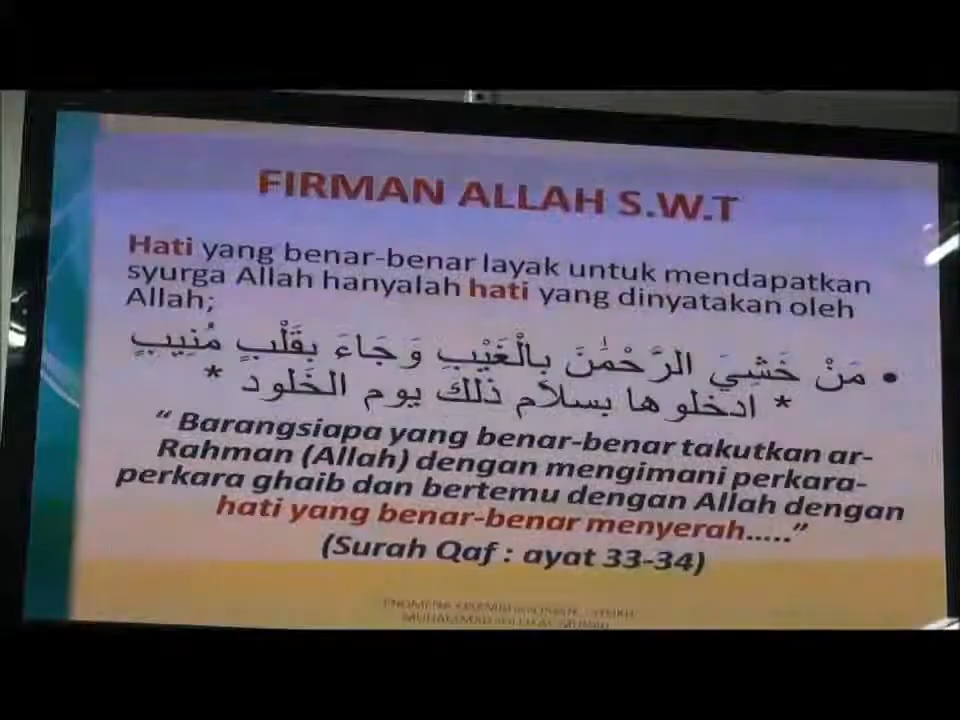 FIRMAN ALLAH S.W.T
Hati yang benar-benar layak untuk mendapatkan
syurga Allah hanyalah hati yang dinyatakan oleh
Allah;
• مَنْ خَشِيَ الرَّحْمَٰنَ بِالْغَيْبِ وَجَاءَ بِقَلْبٍ مُنِيبٍ
* ادخلوها بسلام ذلك يوم الخلود *
“ Barangsiapa yang benar-benar takutkan ar-
Rahman (Allah) dengan mengimani perkara-
perkara ghaib dan bertemu dengan Allah dengan
hati yang benar-benar menyerah.....”
(Surah Qaf : ayat 33-34)